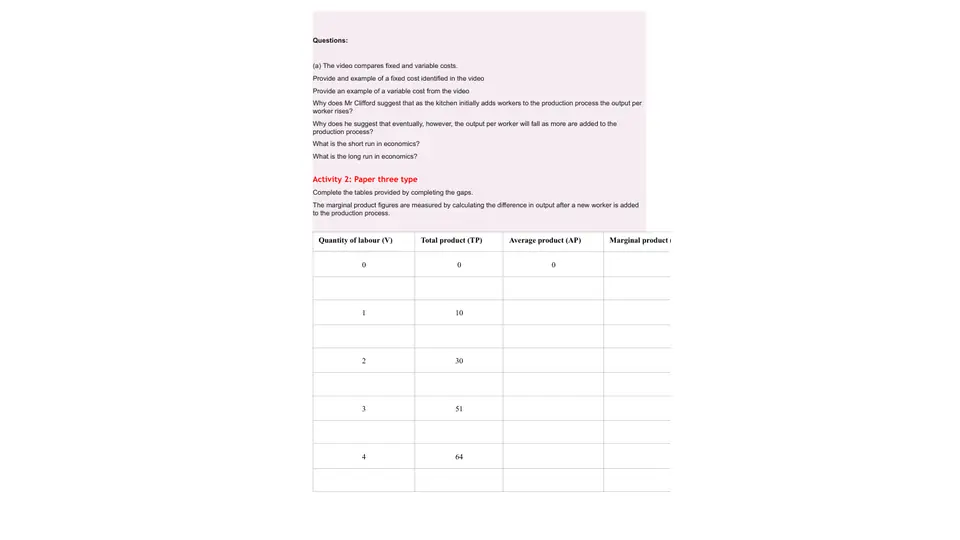 Questions:
(a) The video compares fixed and variable costs.
Provide and example of a fixed cost identified in the video
Provide an example of a variable cost from the video
Why does Mr Clifford suggest that as the kitchen initially adds workers to the production process the output per
worker rises?
Why does he suggest that eventually, however, the output per worker will fall as more are added to the
production process?
What is the short run in economics?
What is the long run in economics?
Activity 2: Paper three type
Complete the tables provided by completing the gaps.
The marginal product figures are measured by calculating the difference in output after a new worker is added
to the production process.
Quantity of labour (V) Total product (TP) Average product (AP) Marginal product (
0 0 0
1 10
2 30
3 51
4 64